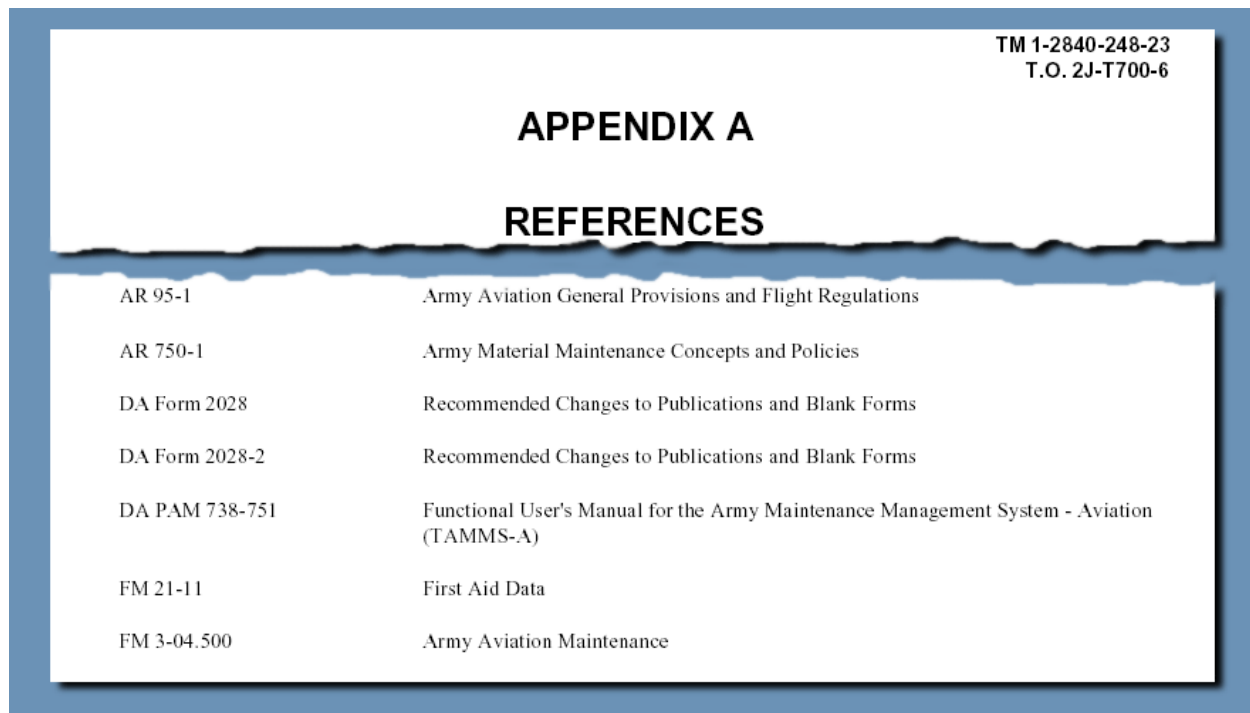 TM 1-2840-248-23
T.O. 2J-T700-6
APPENDIX A
REFERENCES
AR 95-1 Army Aviation General Provisions and Flight Regulations
AR 750-1 Army Material Maintenance Concepts and Policies
DA Form 2028 Recommended Changes to Publications and Blank Forms
DA Form 2028-2 Recommended Changes to Publications and Blank Forms
DA PAM 738-751 Functional User's Manual for the Army Maintenance Management System - Aviation
(TAMMS-A)
FM 21-11 First Aid Data
FM 3-04.500 Army Aviation Maintenance